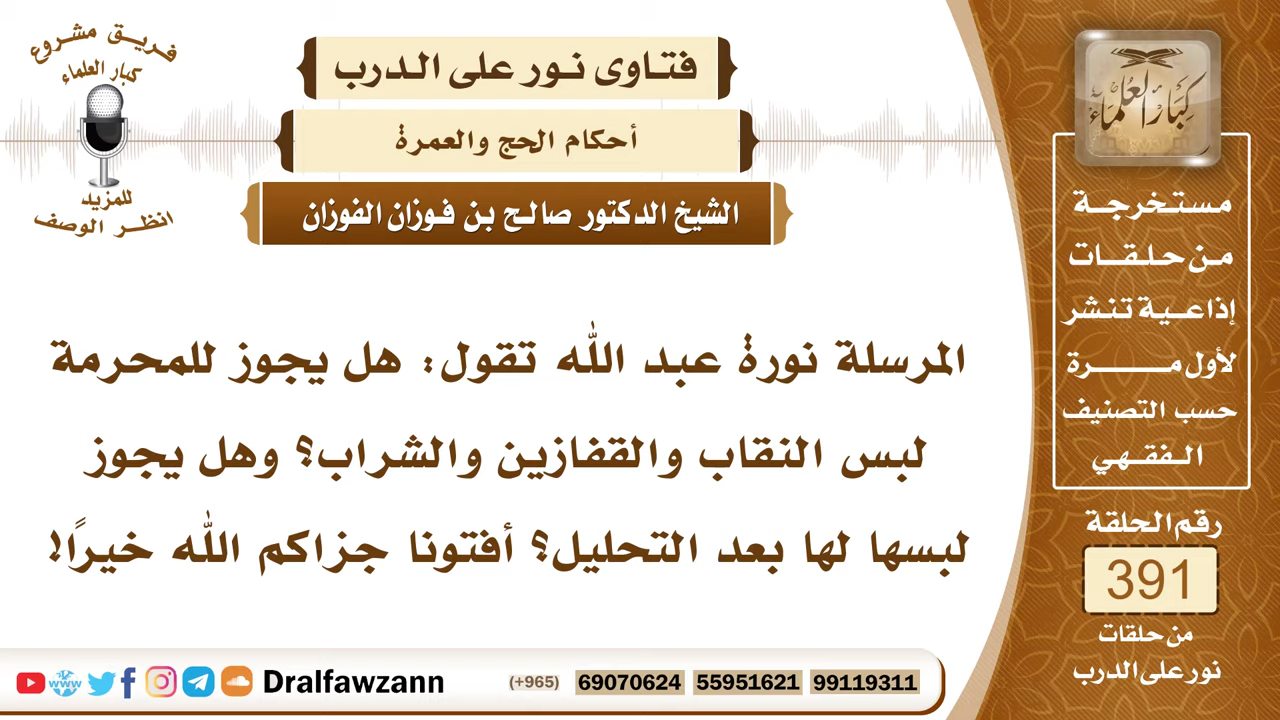 فريق مشروع
كبار العلماء
للمزيد
انظر الوصف
فتاوى نور على الدرب
أحكام الحج والعمرة
الشيخ الدكتور صالح بن فوزان الفوزان
المرسلة نورة عبد الله تقول: هل يجوز للمحرمة
لبس النقاب والقفازين والشراب؟ وهل يجوز
لبسها لها بعد التحليل؟ أفتونا جزاكم الله خيرًا!
كبار العلماء
مستخرجة
من حلقات
إذاعية تنشر
لأول مرة
حسب التصنيف
الفقهي
رقم الحلقة
391
من حلقات
نور على الدرب
www
Dralfawzann (+965) 69070624 55951621 99119311